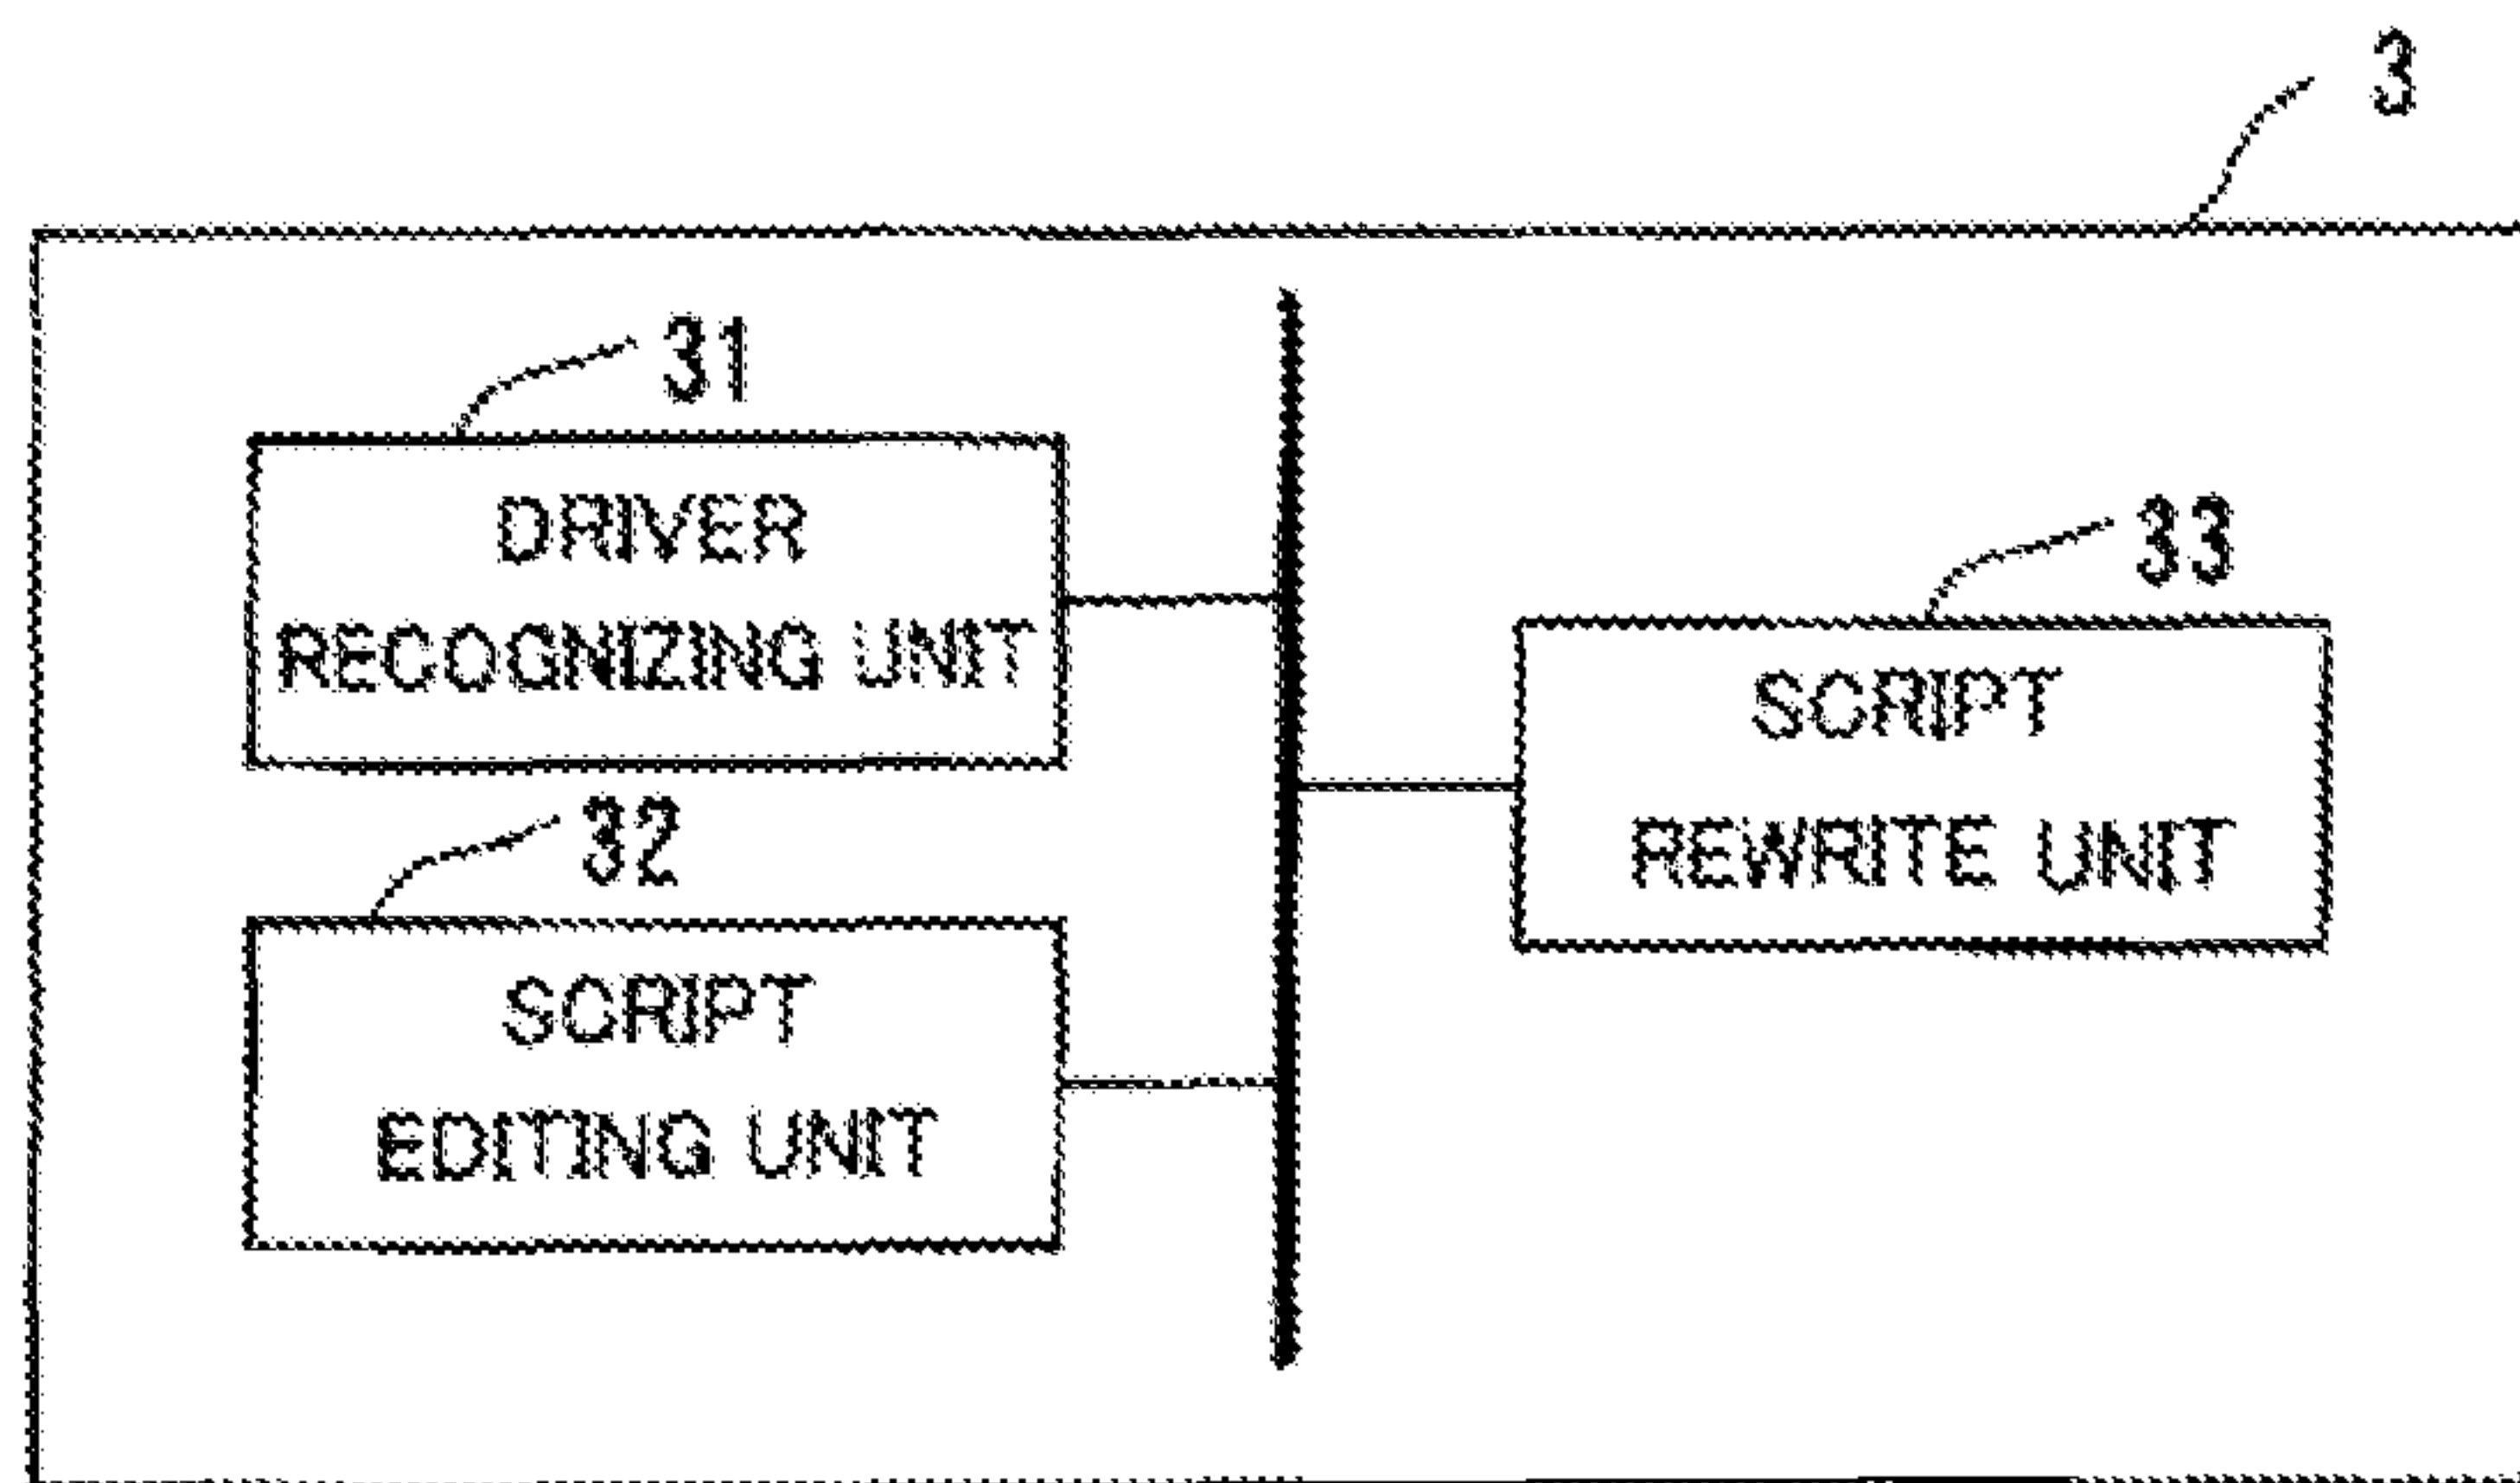 3
31
DRIVER
RECOGNIZING UNIT
33
SCRIPT
REWRITE UNIT
32
SCRIPT
EDITING UNIT